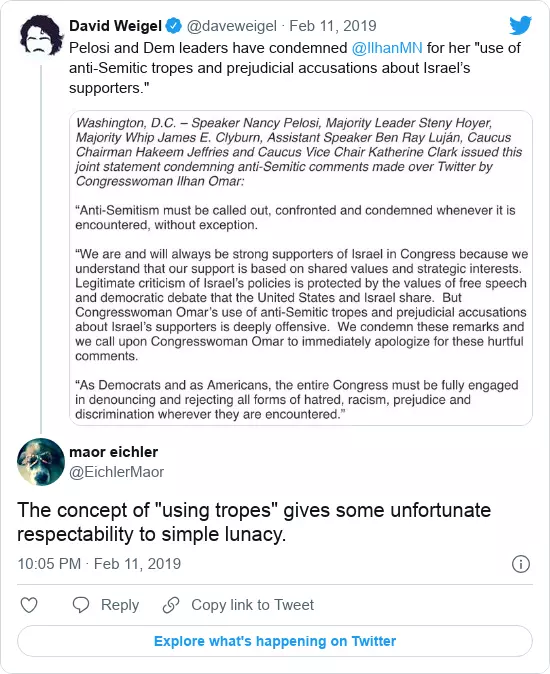 David Weigel @daveweigel · Feb 11, 2019
Pelosi and Dem leaders have condemned @IlhanMN for her "use of
anti-Semitic tropes and prejudicial accusations about Israel’s
supporters."
Washington, D.C. – Speaker Nancy Pelosi, Majority Leader Steny Hoyer,
Majority Whip James E. Clyburn, Assistant Speaker Ben Ray Luján, Caucus
Chairman Hakeem Jeffries and Caucus Vice Chair Katherine Clark issued this
joint statement condemning anti-Semitic comments made over Twitter by
Congresswoman Ilhan Omar:
“Anti-Semitism must be called out, confronted and condemned whenever it is
encountered, without exception.
“We are and will always be strong supporters of Israel in Congress because we
understand that our support is based on shared values and strategic interests.
Legitimate criticism of Israel’s policies is protected by the values of free speech
and democratic debate that the United States and Israel share.  But
Congresswoman Omar’s use of anti-Semitic tropes and prejudicial accusations
about Israel’s supporters is deeply offensive.  We condemn these remarks and
we call upon Congresswoman Omar to immediately apologize for these hurtful
comments.
“As Democrats and as Americans, the entire Congress must be fully engaged
in denouncing and rejecting all forms of hatred, racism, prejudice and
discrimination wherever they are encountered.”
maor eichler
@EichlerMaor
The concept of "using tropes" gives some unfortunate
respectability to simple lunacy.
10:05 PM · Feb 11, 2019
Reply Copy link to Tweet
Explore what's happening on Twitter